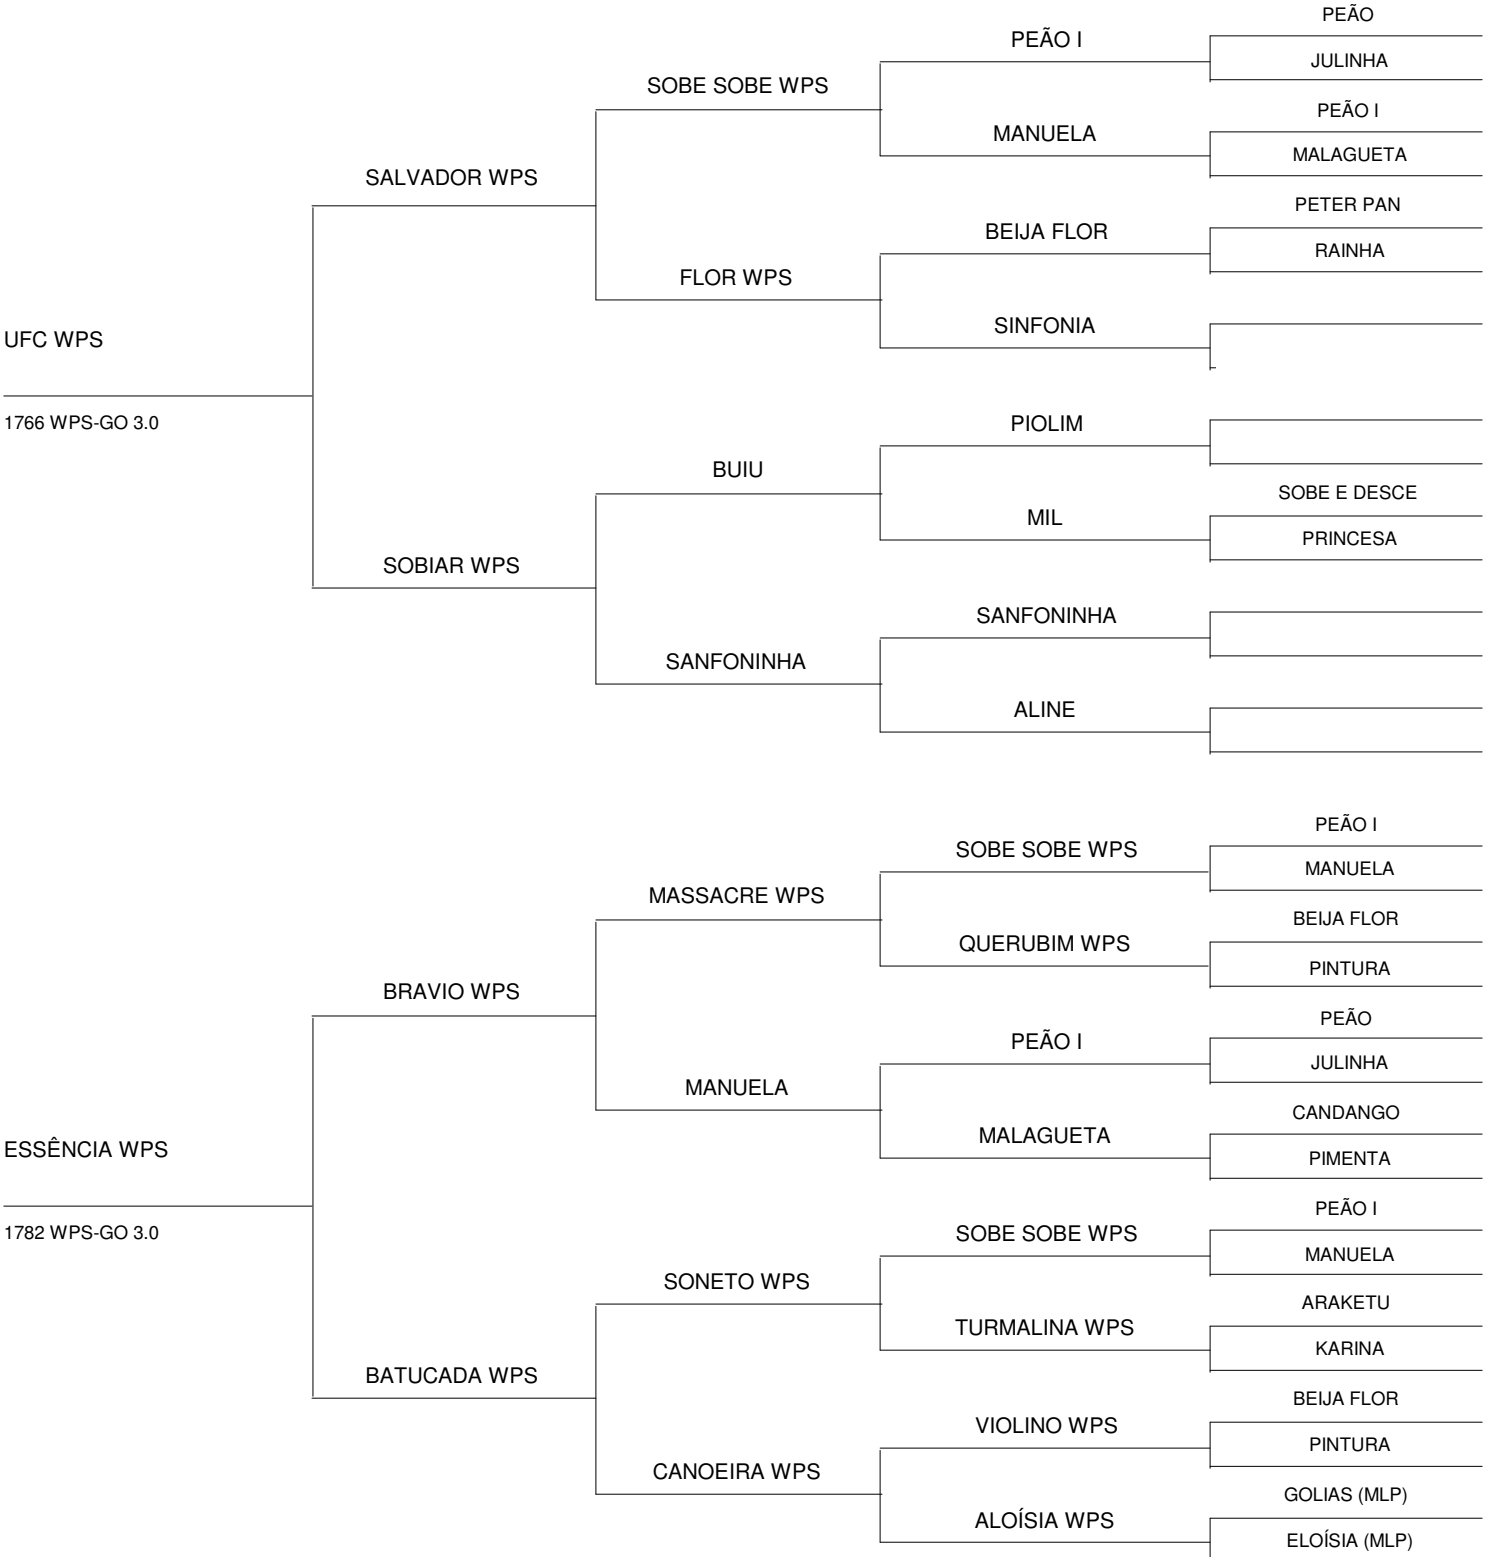 PEÃO
PEÃO I
JULINHA
SOBE SOBE WPS
PEÃO I
MANUELA
MALAGUETA
SALVADOR WPS
PETER PAN
BEIJA FLOR
RAINHA
FLOR WPS
SINFONIA
UFC WPS
1766 WPS-GO 3.0
PIOLIM
BUIU
SOBE E DESCE
MIL
PRINCESA
SOBIAR WPS
SANFONINHA
SANFONINHA
ALINE
PEÃO I
SOBE SOBE WPS
MANUELA
MASSACRE WPS
BEIJA FLOR
QUERUBIM WPS
PINTURA
BRAVIO WPS
PEÃO
PEÃO I
JULINHA
MANUELA
CANDANGO
MALAGUETA
PIMENTA
ESSÊNCIA WPS
1782 WPS-GO 3.0
PEÃO I
SOBE SOBE WPS
MANUELA
SONETO WPS
ARAKETU
TURMALINA WPS
KARINA
BATUCADA WPS
BEIJA FLOR
VIOLINO WPS
PINTURA
CANOEIRA WPS
GOLIAS (MLP)
ALOÍSIA WPS
ELOÍSIA (MLP)